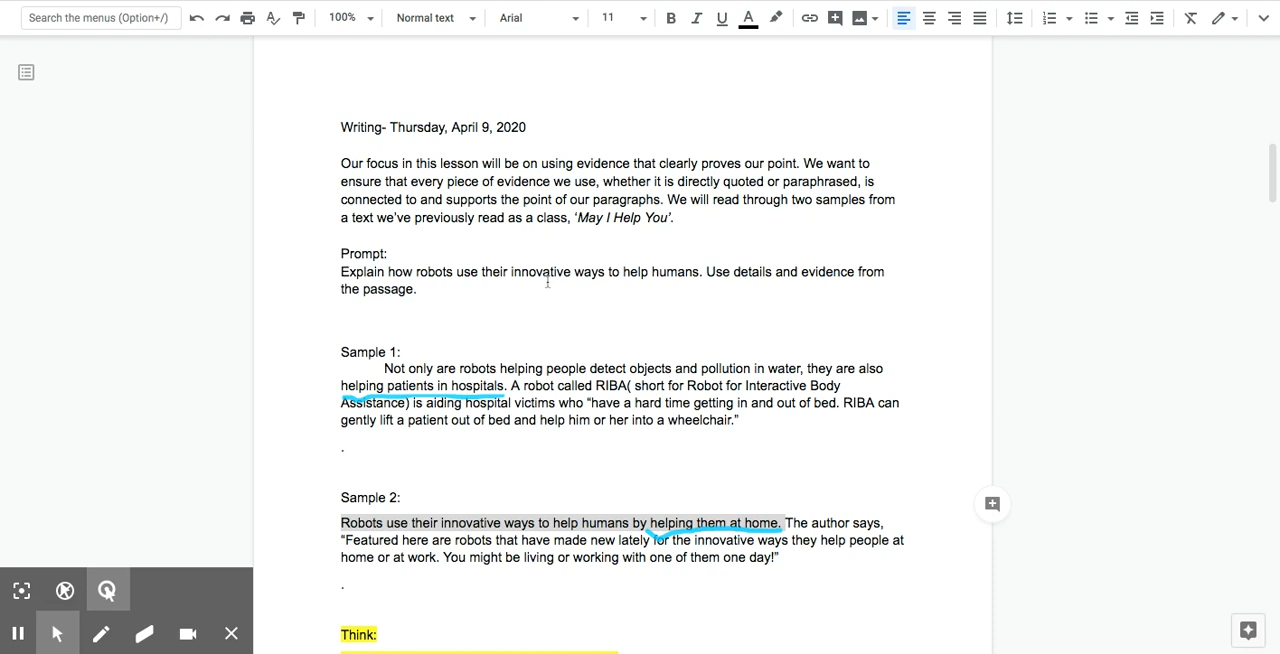 Search the menus (Option+/) 100% Normal text Arial 11 B I U A
Writing- Thursday, April 9, 2020
Our focus in this lesson will be on using evidence that clearly proves our point. We want to
ensure that every piece of evidence we use, whether it is directly quoted or paraphrased, is
connected to and supports the point of our paragraphs. We will read through two samples from
a text we’ve previously read as a class, ‘May I Help You’.
Prompt:
Explain how robots use their innovative ways to help humans. Use details and evidence from
the passage.
Sample 1:
Not only are robots helping people detect objects and pollution in water, they are also
helping patients in hospitals. A robot called RIBA( short for Robot for Interactive Body
Assistance) is aiding hospital victims who “have a hard time getting in and out of bed. RIBA can
gently lift a patient out of bed and help him or her into a wheelchair.”
.
Sample 2:
Robots use their innovative ways to help humans by helping them at home. The author says,
“Featured here are robots that have made new lately for the innovative ways they help people at
home or at work. You might be living or working with one of them one day!”
.
Think: